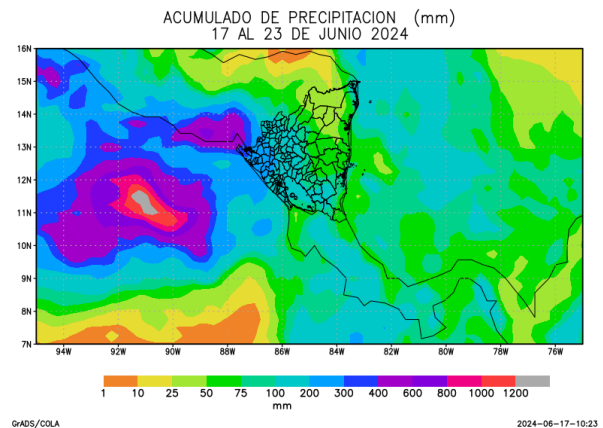 ACUMULADO DE PRECIPITACION (mm)
17 AL 23 DE JUNIO 2024
16N
15N
14N
13N
12N
11N
10N
9N
8N
7N
94W 92W 90W 88W 86W 84W 82W 80W 78W 76W
1 10 25 50 75 100 200 300 400 600 800 1000 1200
mm
GrADS/COLA 2024-06-17-10:23